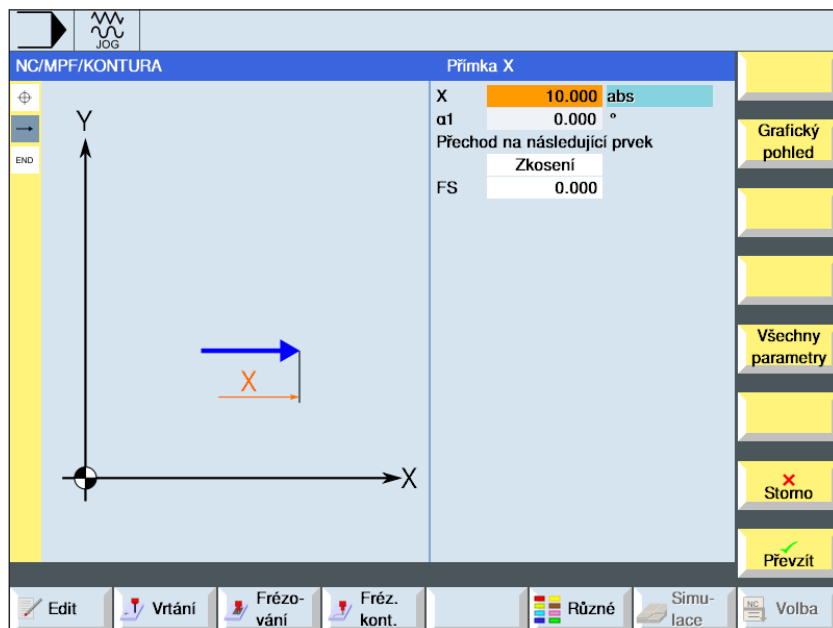 JOG
NC/MPF/KONTURA
Přímka X
END
Y
X
X
X 10.000 abs
α1 0.000 °
Přechod na následující prvek
Zkosení
FS 0.000
Grafický
pohled
Všechny
parametry
Storno
Převzít
Edit
Vrtání
Frézo-
vání
Fréz.
kont.
Různé
Simu-
lace
NC
Volba